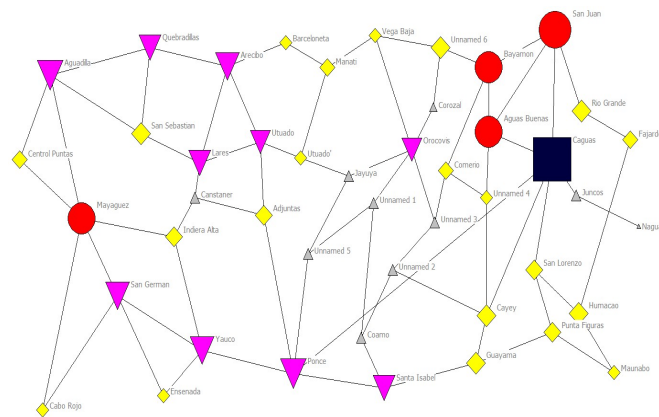 San Juan
Quebradillas
Barceloneta
Vega Baja
Unnamed 6
Arecibo
Bayamon
Aguadilla
Manati
Rio Grande
Corozal
Aguas Buenas
San Sebastian
Utuado
Fajard
Orocovis
Caguas
Centrol Puntas
Lares
Utuado'
Comerio
Jayuya
Unnamed 4
Juncos
Canstaner
Unnamed 1
Mayaguez
Adjuntas
Unnamed 3
Nagu
Indera Alta
Unnamed 5
Unnamed 2
San Lorenzo
San German
Cayey
Humacao
Punta Figuras
Coamo
Yauco
Ponce
Guayama
Maunabo
Santa Isabel
Ensenada
Cabo Rojo